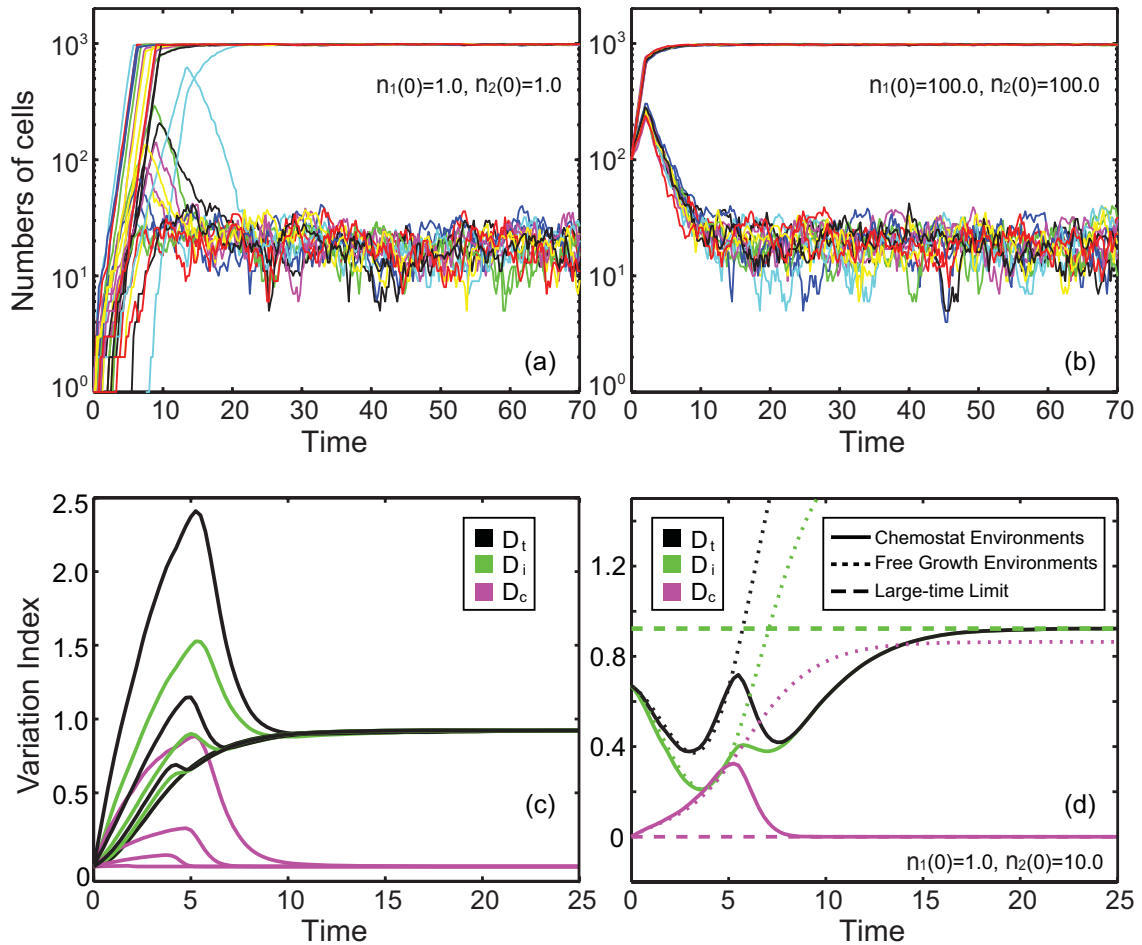 10³
10²
10¹
10⁰
Numbers of cells
n₁(0)=1.0, n₂(0)=1.0
(a)
0 10 20 30 40 50 60 70
Time
10³
10²
10¹
10⁰
n₁(0)=100.0, n₂(0)=100.0
(b)
0 10 20 30 40 50 60 70
Time
2.5
2.0
1.5
1.0
0.5
0
Variation Index
Dₜ
Dᵢ
D_c
(c)
0 5 10 15 20 25
Time
1.2
0.8
0.4
0
Dₜ
Dᵢ
D_c
Chemostat Environments
Free Growth Environments
Large-time Limit
(d)
n₁(0)=1.0, n₂(0)=10.0
0 5 10 15 20 25
Time